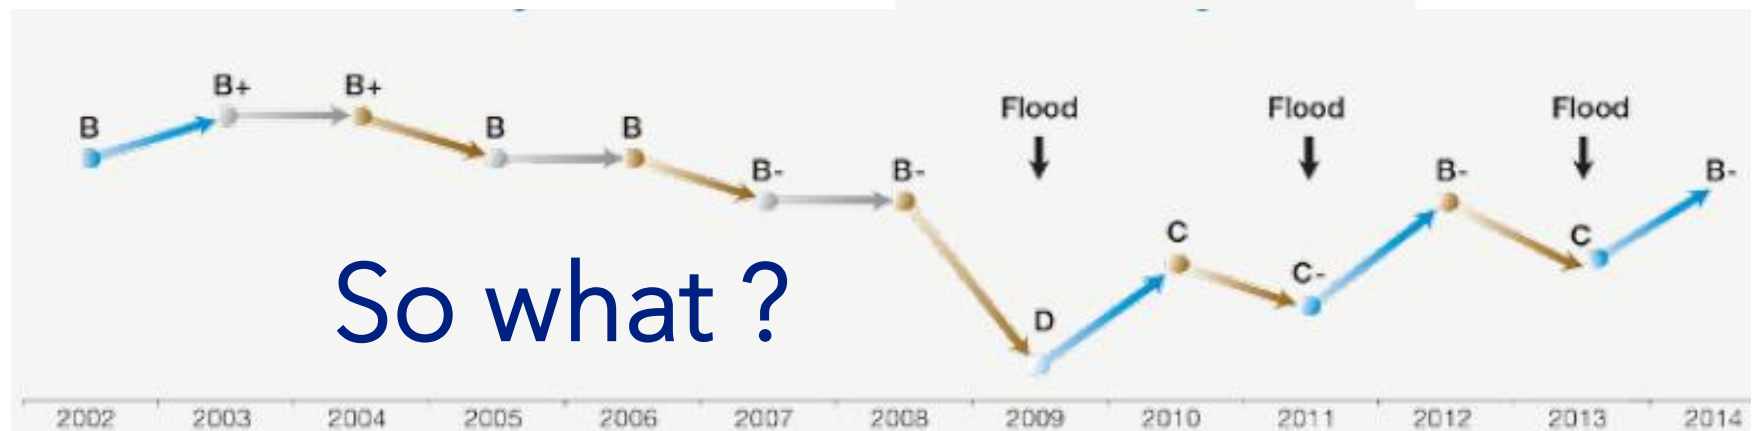 B+ B+
Flood Flood Flood
B B B
B- B- B- B-
C C
So what ?
C-
D
2002 2003 2004 2005 2006 2007 2008 2009 2010 2011 2012 2013 2014